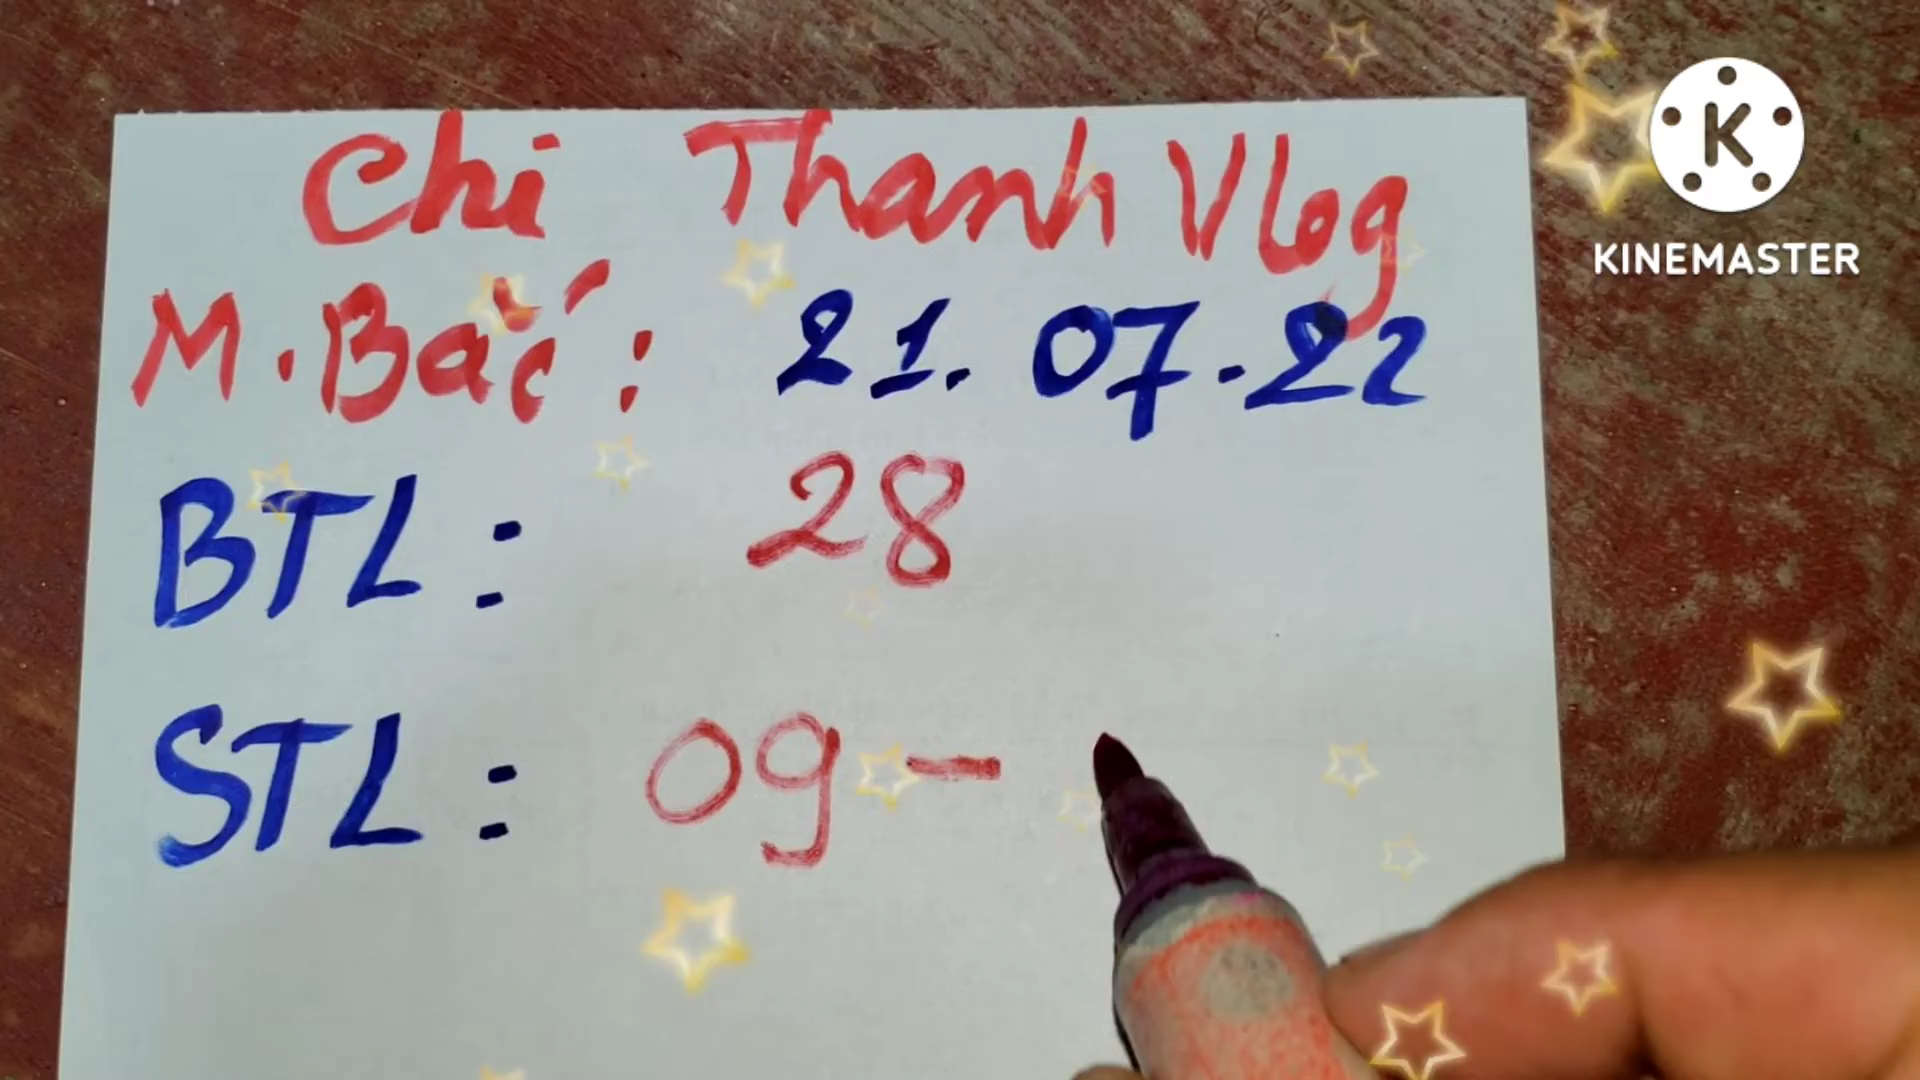 Chi Thanh Vlog
M. Bắc: 21.07.22
BTL: 28
STL: 09-
K
KINEMASTER